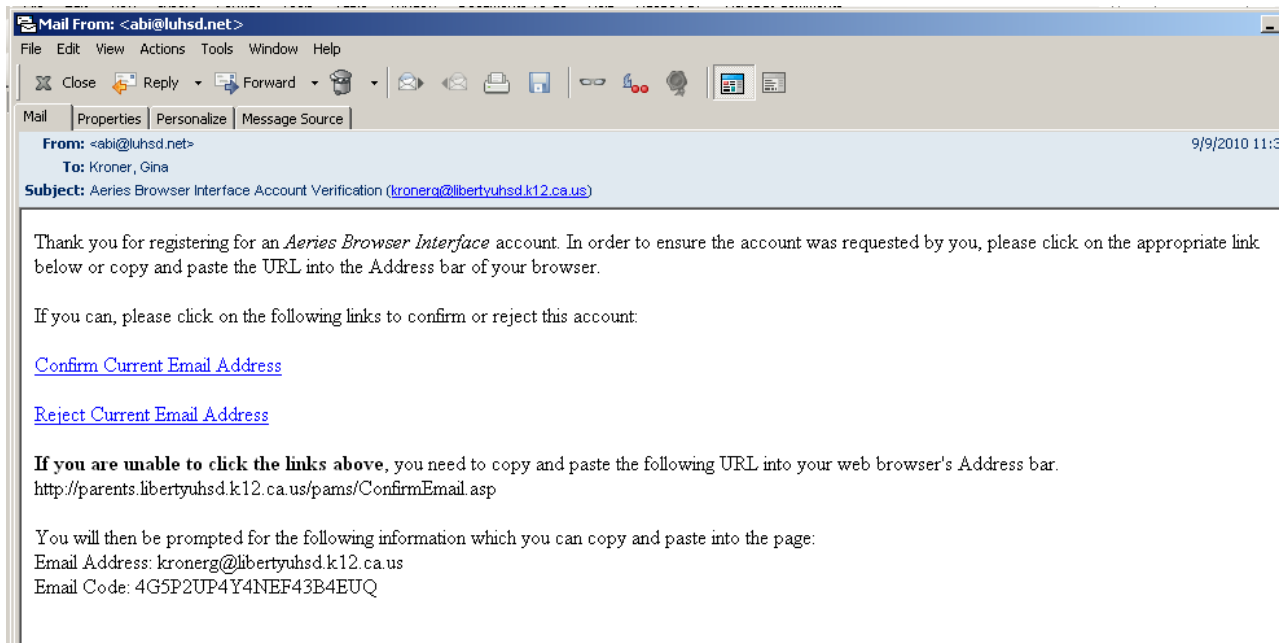 Mail From: <abi@luhsd.net>
File Edit View Actions Tools Window Help
Close Reply Forward
Mail Properties Personalize Message Source
From: <abi@luhsd.net> 9/9/2010 11:3
To: Kroner, Gina
Subject: Aeries Browser Interface Account Verification (kronerg@libertyuhsd.k12.ca.us)
Thank you for registering for an Aeries Browser Interface account. In order to ensure the account was requested by you, please click on the appropriate link
below or copy and paste the URL into the Address bar of your browser.
If you can, please click on the following links to confirm or reject this account:
Confirm Current Email Address
Reject Current Email Address
If you are unable to click the links above, you need to copy and paste the following URL into your web browser's Address bar.
http://parents.libertyuhsd.k12.ca.us/pams/ConfirmEmail.asp
You will then be prompted for the following information which you can copy and paste into the page:
Email Address: kronerg@libertyuhsd.k12.ca.us
Email Code: 4G5P2UP4Y4NEF43B4EUQ